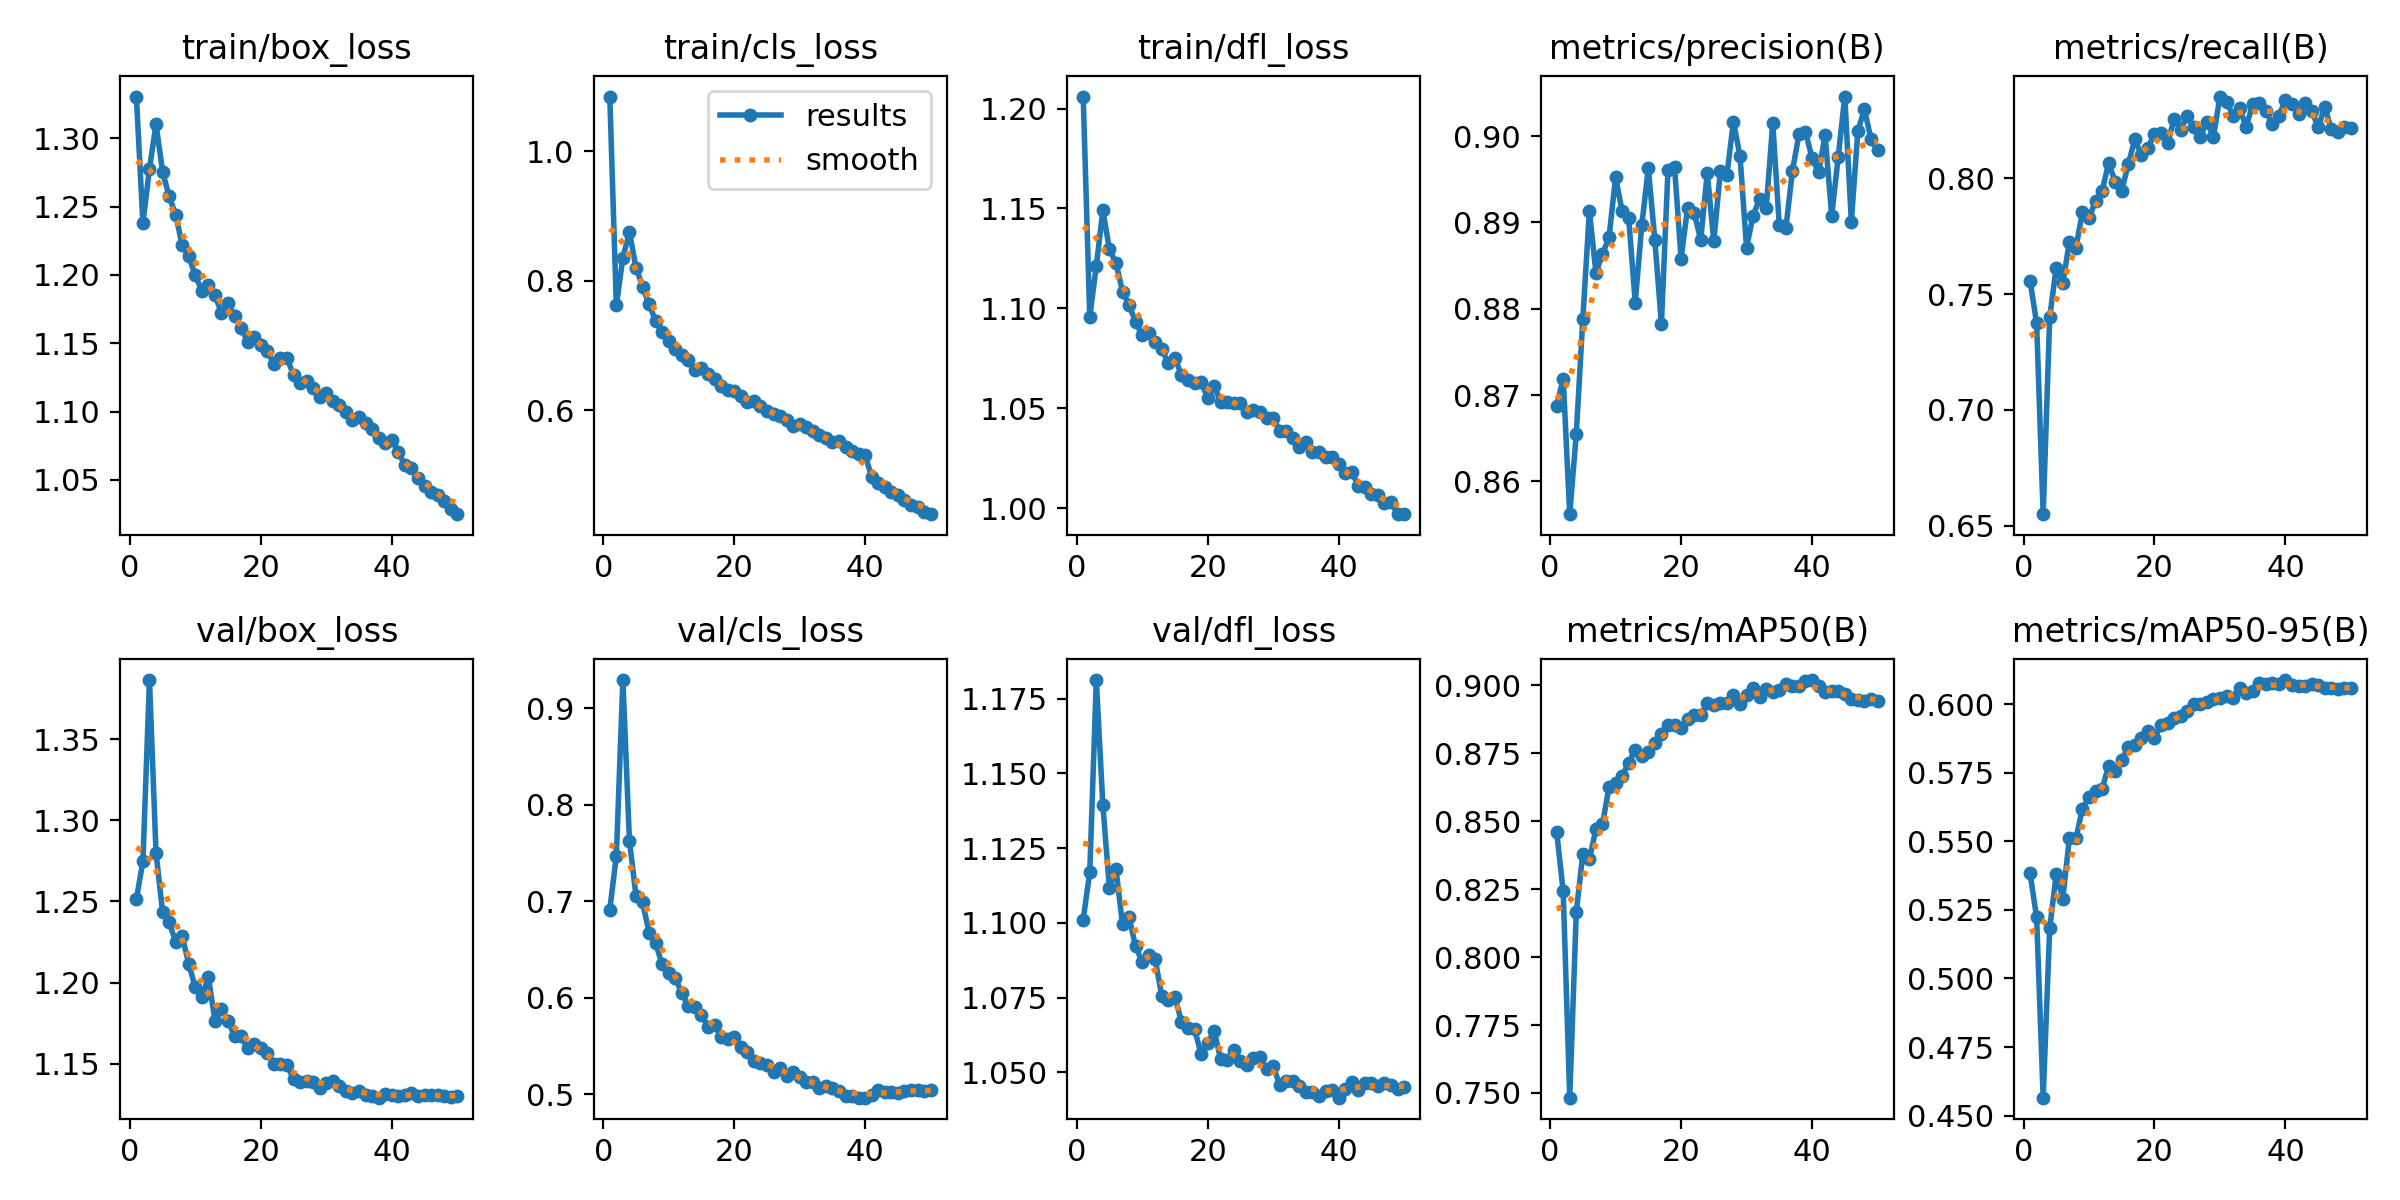 train/box_loss
1.30
1.25
1.20
1.15
1.10
1.05
0 20 40
train/cls_loss
results
smooth
1.0
0.8
0.6
0 20 40
train/dfl_loss
1.20
1.15
1.10
1.05
1.00
0 20 40
metrics/precision(B)
0.90
0.89
0.88
0.87
0.86
0 20 40
metrics/recall(B)
0.80
0.75
0.70
0.65
0 20 40
val/box_loss
1.35
1.30
1.25
1.20
1.15
0 20 40
val/cls_loss
0.9
0.8
0.7
0.6
0.5
0 20 40
val/dfl_loss
1.175
1.150
1.125
1.100
1.075
1.050
0 20 40
metrics/mAP50(B)
0.900
0.875
0.850
0.825
0.800
0.775
0.750
0 20 40
metrics/mAP50-95(B)
0.600
0.575
0.550
0.525
0.500
0.475
0.450
0 20 40